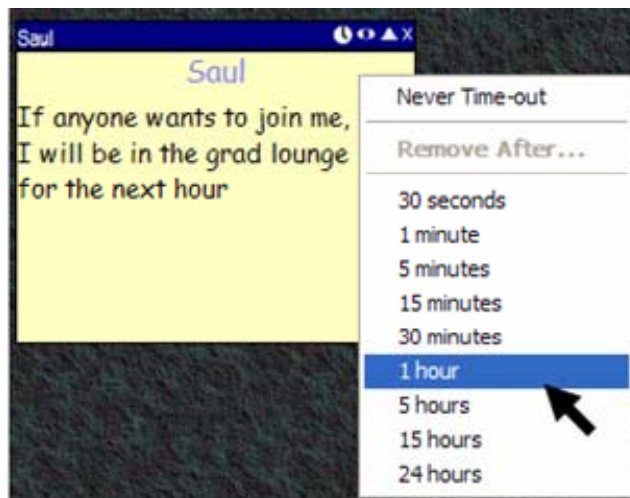 Saul
X
Saul
If anyone wants to join me,
I will be in the grad lounge
for the next hour
Never Time-out
Remove After...
30 seconds
1 minute
5 minutes
15 minutes
30 minutes
1 hour
5 hours
15 hours
24 hours